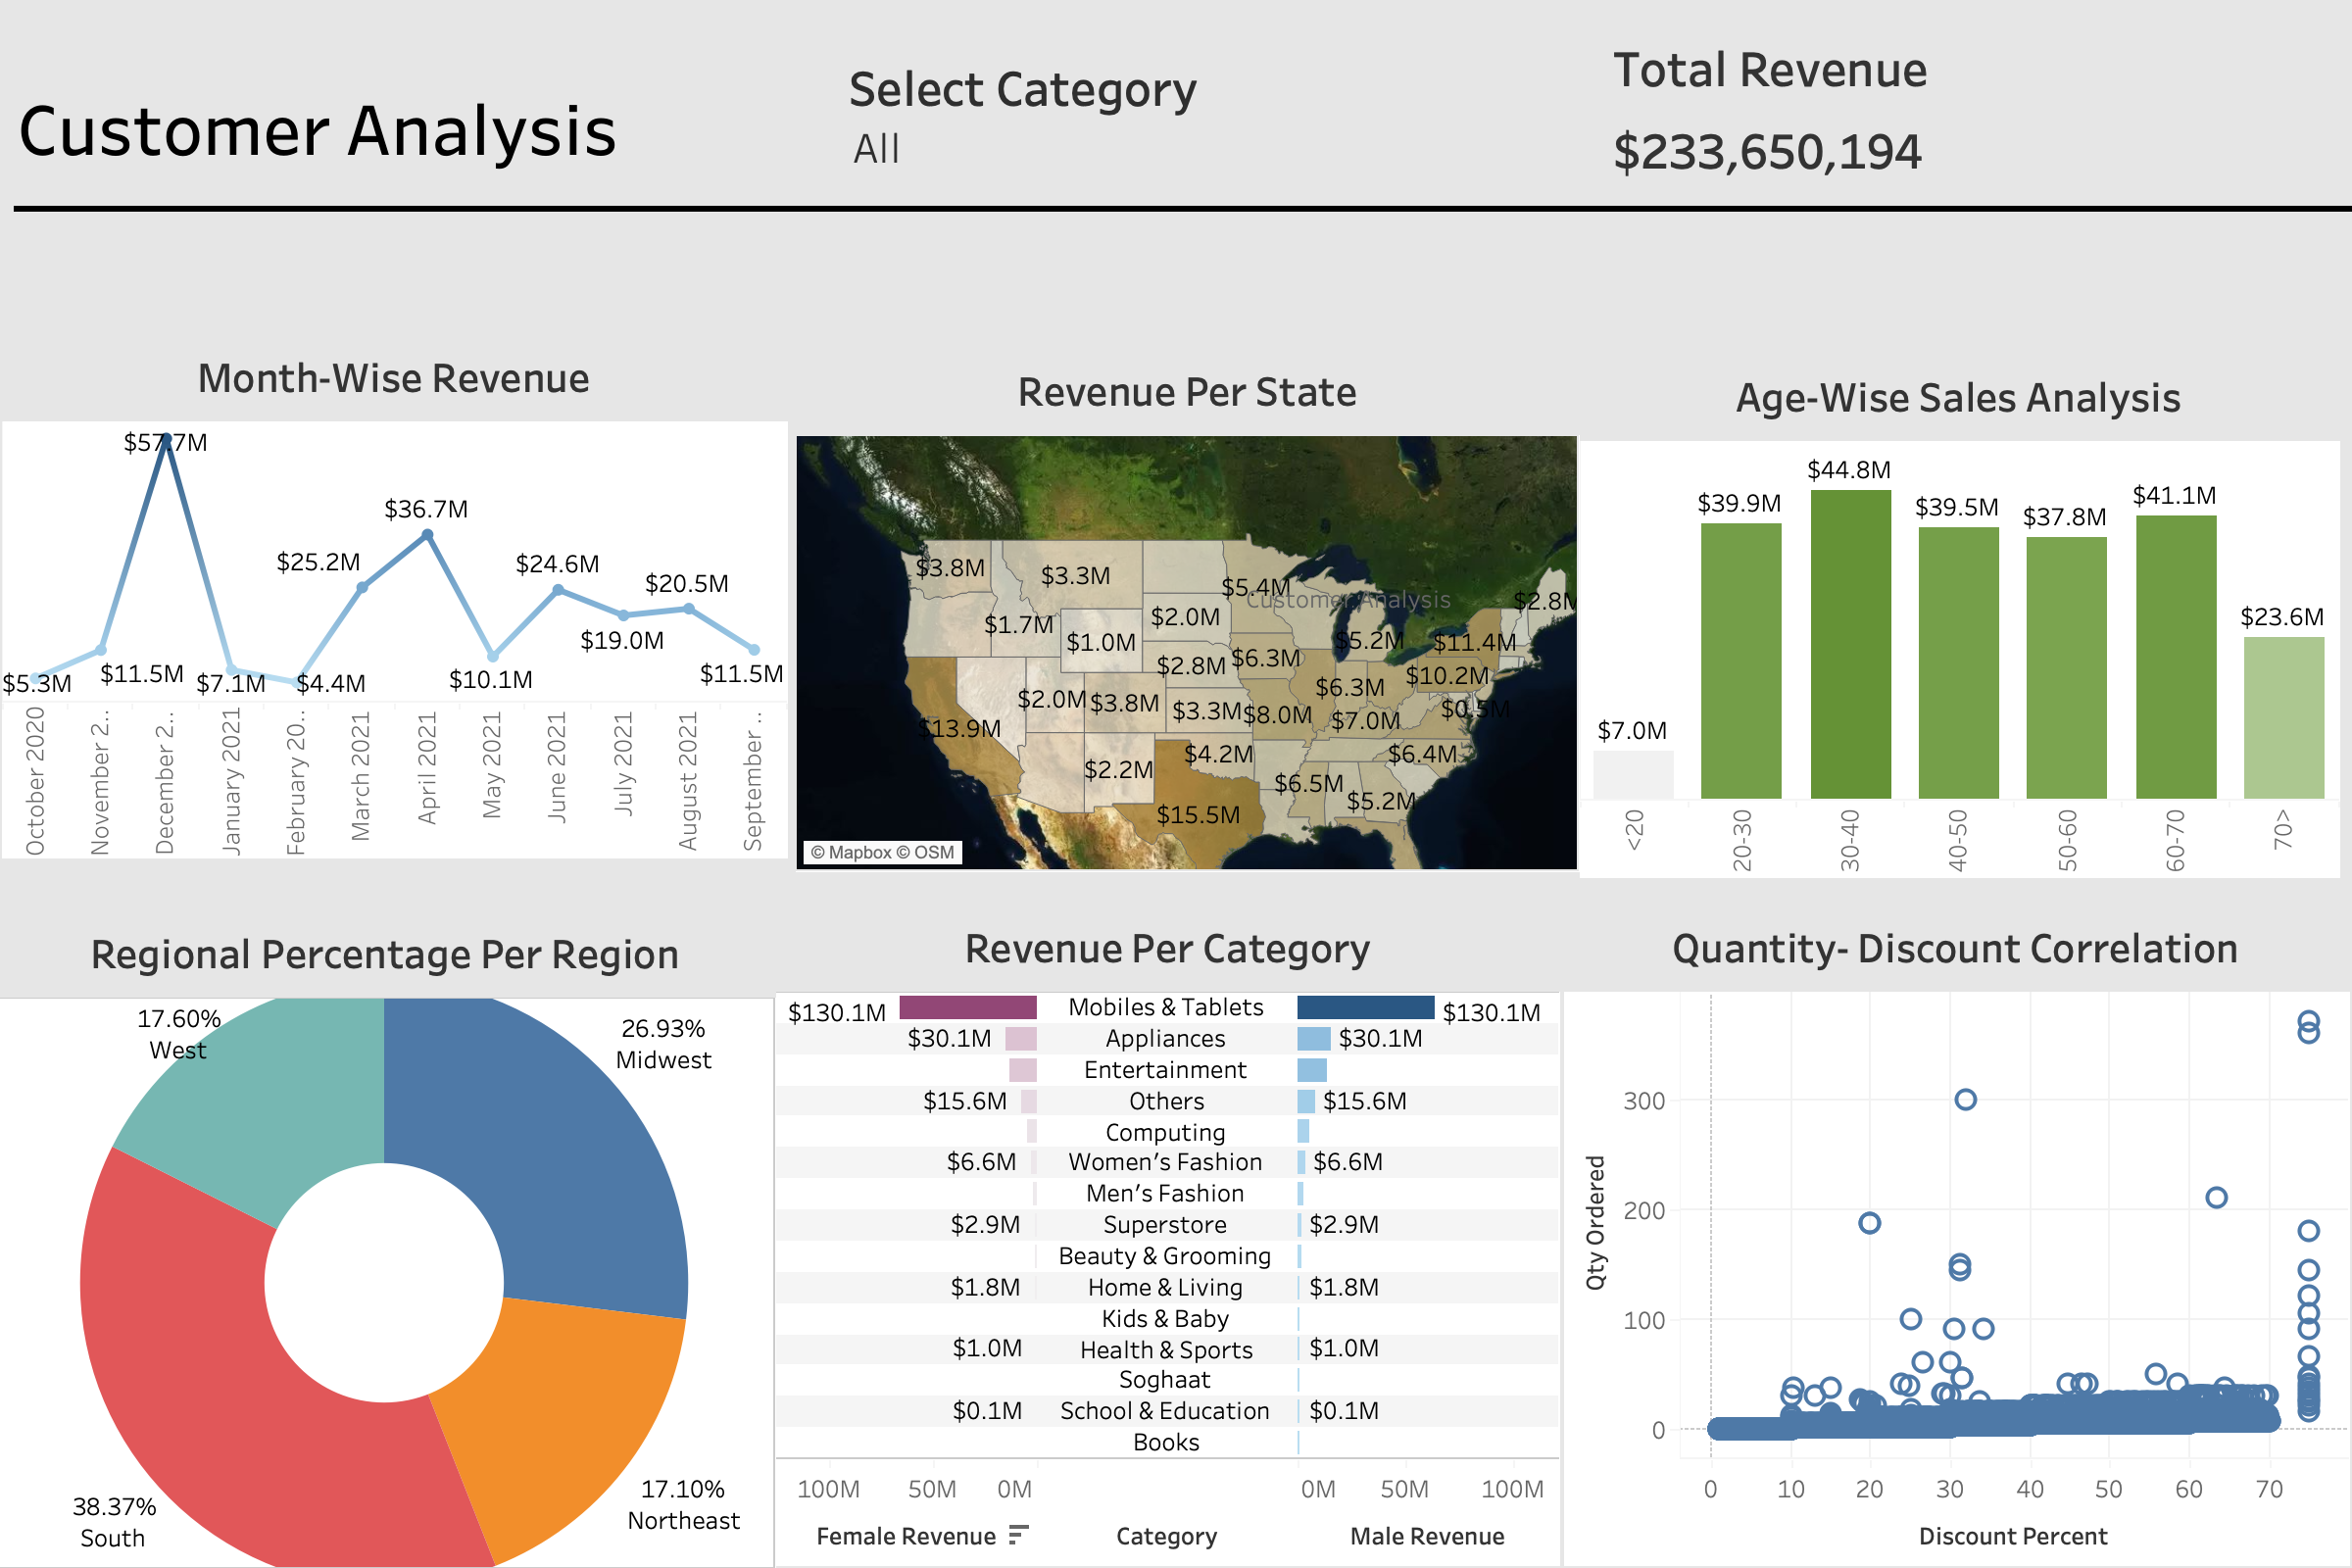 Customer Analysis
Select Category
All
Total Revenue
$233,650,194
Month-Wise Revenue
$57.7M
$36.7M
$25.2M
$24.6M
$20.5M
$19.0M
$5.3M
$11.5M
$7.1M
$4.4M
$10.1M
$11.5M
October 2020
November 2..
December 2..
January 2021
February 20..
March 2021
April 2021
May 2021
June 2021
July 2021
August 2021
September ..
Revenue Per State
$3.8M
$3.3M
$5.4M
Customer Analysis
$2.8M
$1.7M
$1.0M
$2.0M
$5.2M
$11.4M
$2.8M
$6.3M
$10.2M
$2.0M
$3.8M
$3.3M
$8.0M
$6.3M
$7.0M
$0.5M
$13.9M
$2.2M
$4.2M
$6.4M
$6.5M
$5.2M
$15.5M
© Mapbox © OSM
Age-Wise Sales Analysis
$7.0M
$39.9M
$44.8M
$39.5M
$37.8M
$41.1M
$23.6M
<20
20-30
30-40
40-50
50-60
60-70
70>
Regional Percentage Per Region
17.60%
West
26.93%
Midwest
38.37%
South
17.10%
Northeast
Revenue Per Category
$130.1M Mobiles & Tablets $130.1M
$30.1M Appliances $30.1M
Entertainment
$15.6M Others $15.6M
Computing
$6.6M Women's Fashion $6.6M
Men's Fashion
$2.9M Superstore $2.9M
Beauty & Grooming
$1.8M Home & Living $1.8M
Kids & Baby
$1.0M Health & Sports $1.0M
Soghaat
$0.1M School & Education $0.1M
Books
100M 50M 0M 0M 50M 100M
Female Revenue Category Male Revenue
Quantity- Discount Correlation
Qty Ordered
300
200
100
0
0 10 20 30 40 50 60 70
Discount Percent